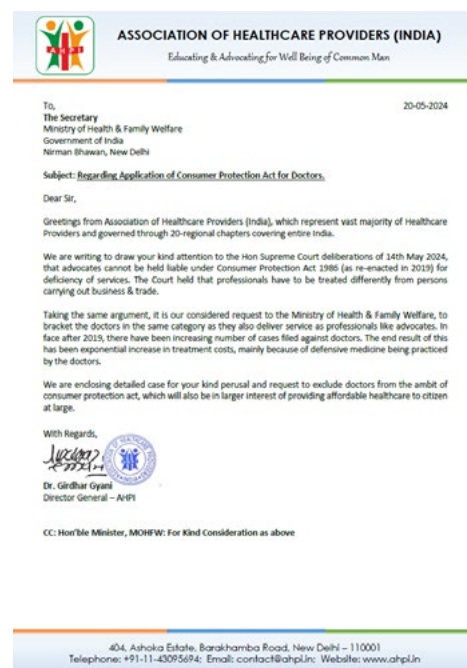 AHPI
ASSOCIATION OF HEALTHCARE PROVIDERS (INDIA)
Educating & Advocating for Well Being of Common Man
To, 20-05-2024
The Secretary
Ministry of Health & Family Welfare
Government of India
Nirman Bhawan, New Delhi
Subject: Regarding Application of Consumer Protection Act for Doctors.
Dear Sir,
Greetings from Association of Healthcare Providers (India), which represent vast majority of Healthcare
Providers and governed through 20-regional chapters covering entire India.
We are writing to draw your kind attention to the Hon Supreme Court deliberations of 14th May 2024,
that advocates cannot be held liable under Consumer Protection Act 1986 (as re-enacted in 2019) for
deficiency of services. The Court held that professionals have to be treated differently from persons
carrying out business & trade.
Taking the same argument, it is our considered request to the Ministry of Health & Family Welfare, to
bracket the doctors in the same category as they also deliver service as professionals like advocates. In
face after 2019, there have been increasing number of cases filed against doctors. The end result of this
has been exponential increase in treatment costs, mainly because of defensive medicine being practiced
by the doctors.
We are enclosing detailed case for your kind perusal and request to exclude doctors from the ambit of
consumer protection act, which will also be in larger interest of providing affordable healthcare to citizen
at large.
With Regards,
Dr. Girdhar Gyani
Director General – AHPI
CC: Hon'ble Minister, MOHFW: For Kind Consideration as above
404, Ashoka Estate, Barakhamba Road, New Delhi – 110001
Telephone: +91-11-43095694; Email: contact@ahpi.in; Website: www.ahpi.in